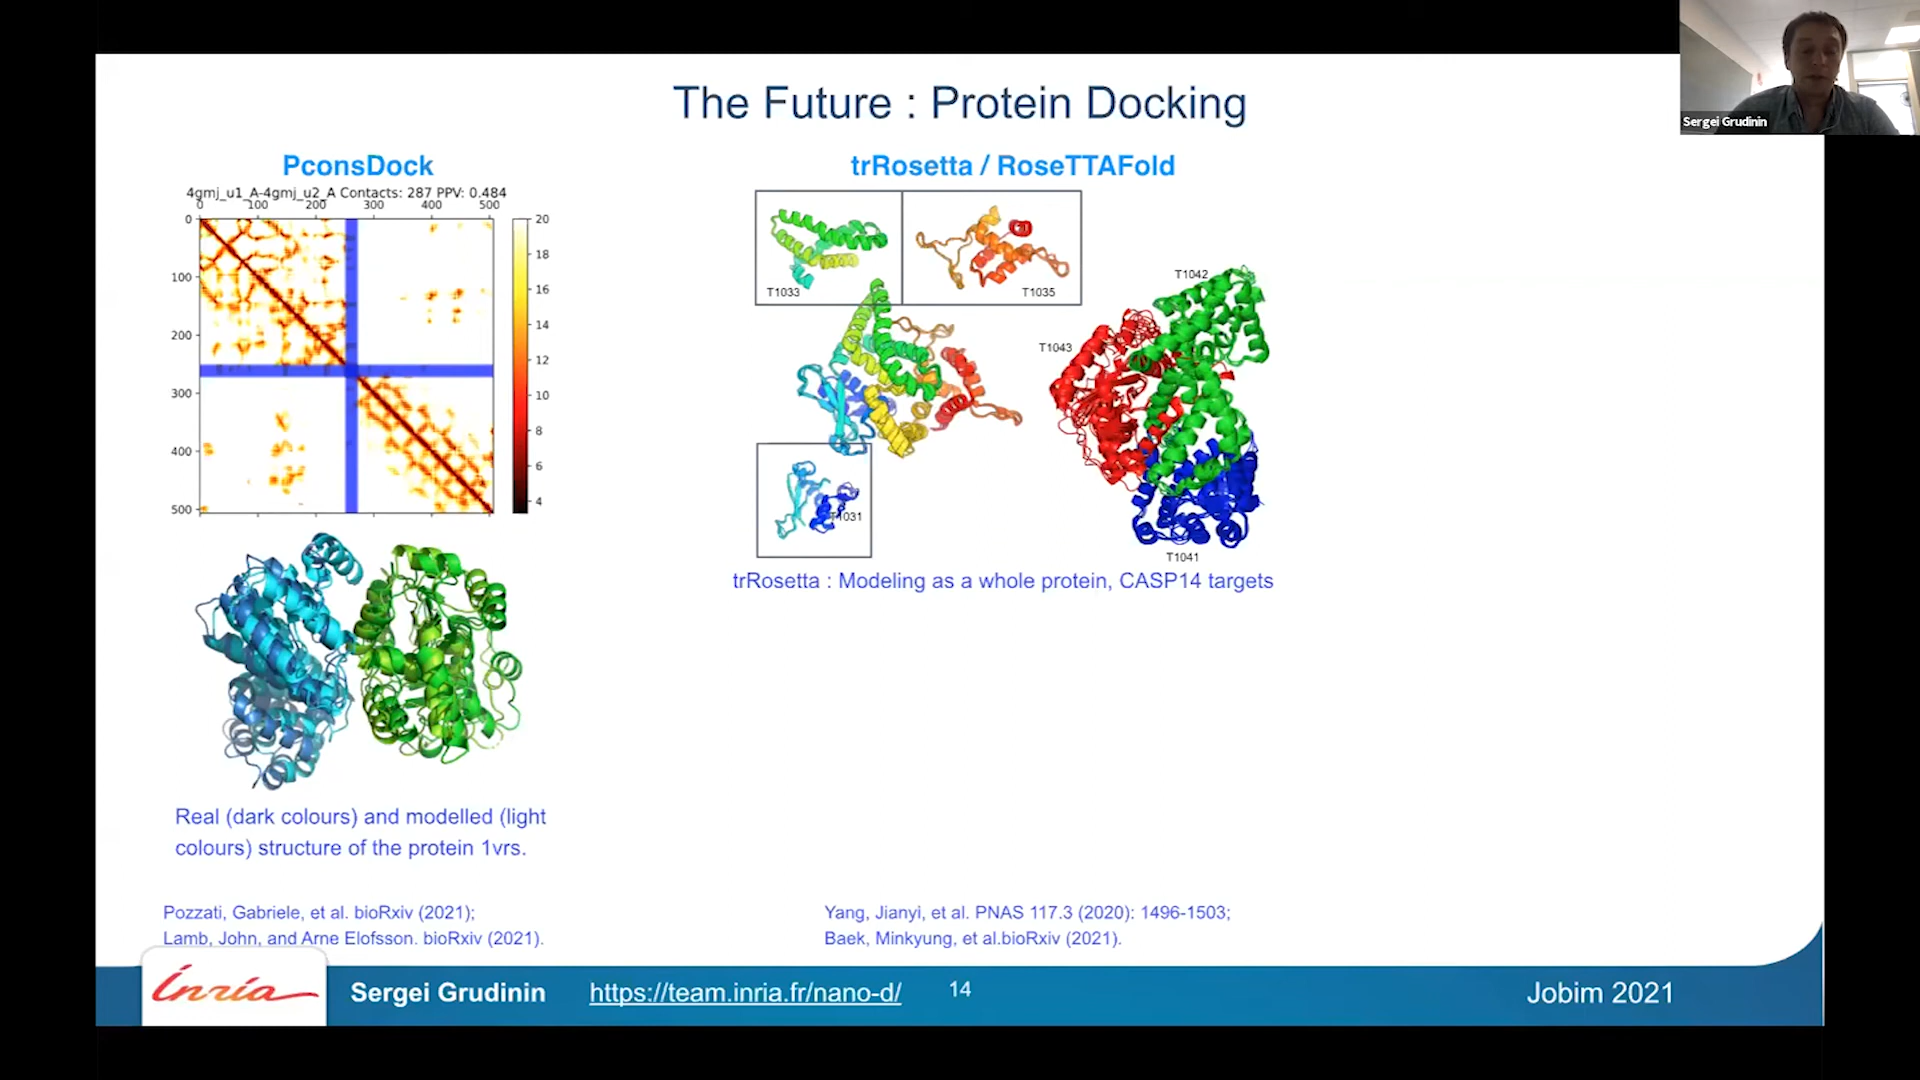 The Future : Protein Docking
Sergei Grudinin
PconsDock
4gmj_u1_A-4gmj_u2_A Contacts: 287 PPV: 0.484
0 100 200 300 400 500
0
100
200
300
400
500
20
18
16
14
12
10
8
6
4
Real (dark colours) and modelled (light
colours) structure of the protein 1vrs.
Pozzati, Gabriele, et al. bioRxiv (2021);
Lamb, John, and Arne Elofsson. bioRxiv (2021).
trRosetta / RoseTTAFold
T1033
T1035
T1042
T1043
T1031
T1041
trRosetta : Modeling as a whole protein, CASP14 targets
Yang, Jianyi, et al. PNAS 117.3 (2020): 1496-1503;
Baek, Minkyung, et al.bioRxiv (2021).
Inria
Sergei Grudinin
https://team.inria.fr/nano-d/
14
Jobim 2021